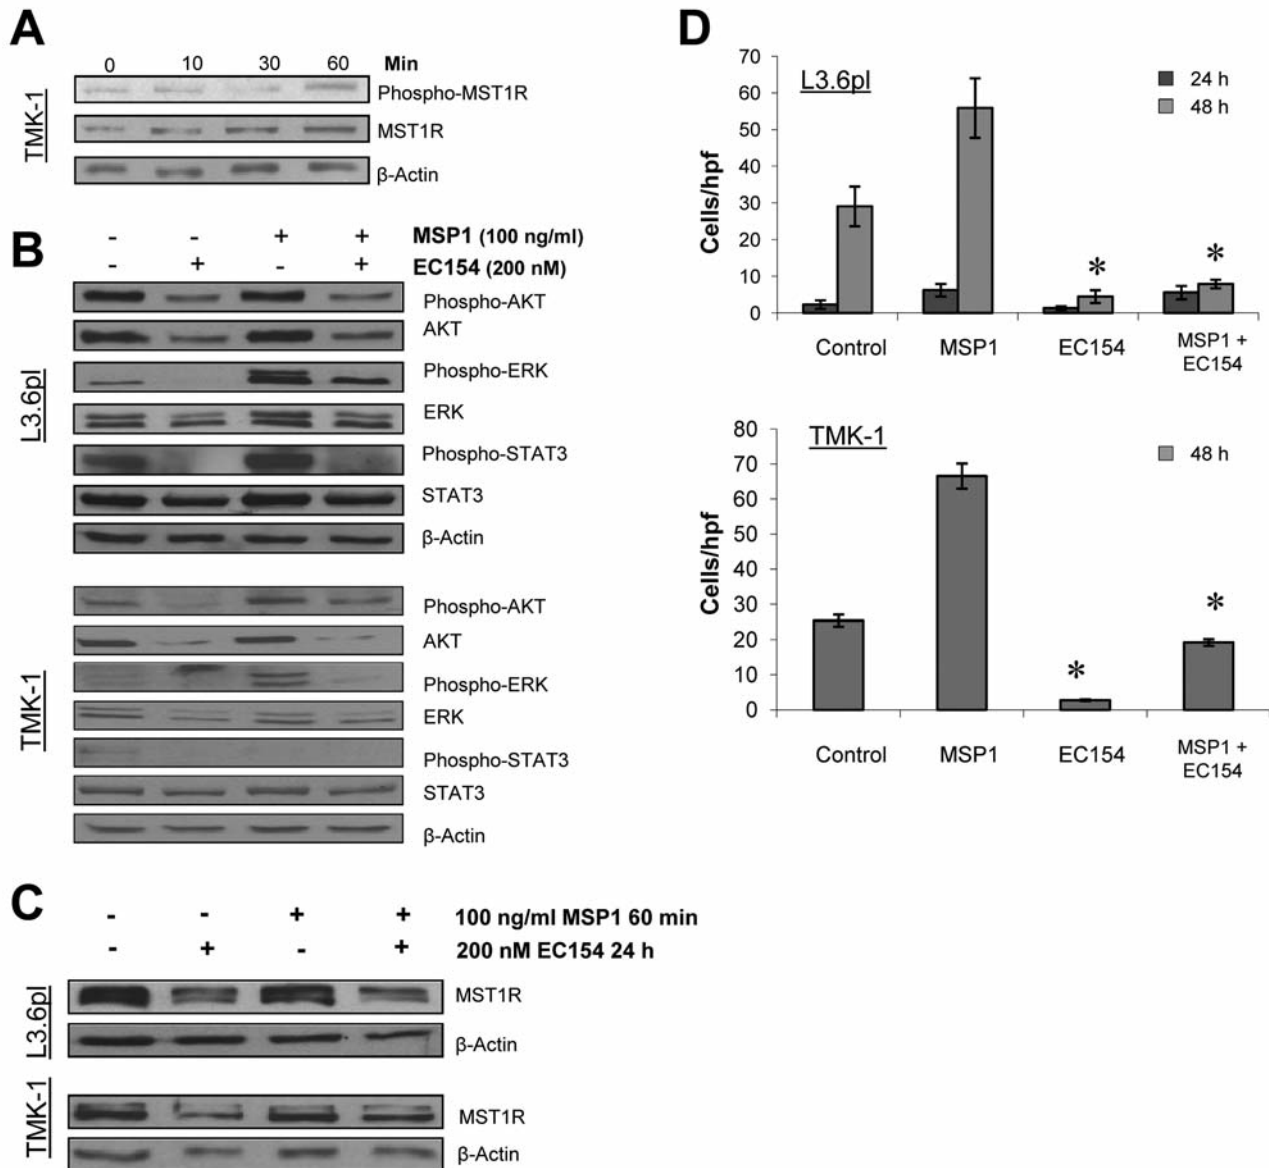 A
0 10 30 60 Min
TMK-1
Phospho-MST1R
MST1R
β-Actin
B
- - + + MSP1 (100 ng/ml)
- + - + EC154 (200 nM)
L3.6pl
Phospho-AKT
AKT
Phospho-ERK
ERK
Phospho-STAT3
STAT3
β-Actin
TMK-1
Phospho-AKT
AKT
Phospho-ERK
ERK
Phospho-STAT3
STAT3
β-Actin
C
- - + + 100 ng/ml MSP1 60 min
- + - + 200 nM EC154 24 h
L3.6pl
MST1R
β-Actin
TMK-1
MST1R
β-Actin
D
L3.6pl
24 h
48 h
Cells/hpf
70
60
50
40
30
20
10
0
* *
Control MSP1 EC154 MSP1 +
EC154
TMK-1
48 h
Cells/hpf
80
70
60
50
40
30
20
10
0
* *
Control MSP1 EC154 MSP1 +
EC154